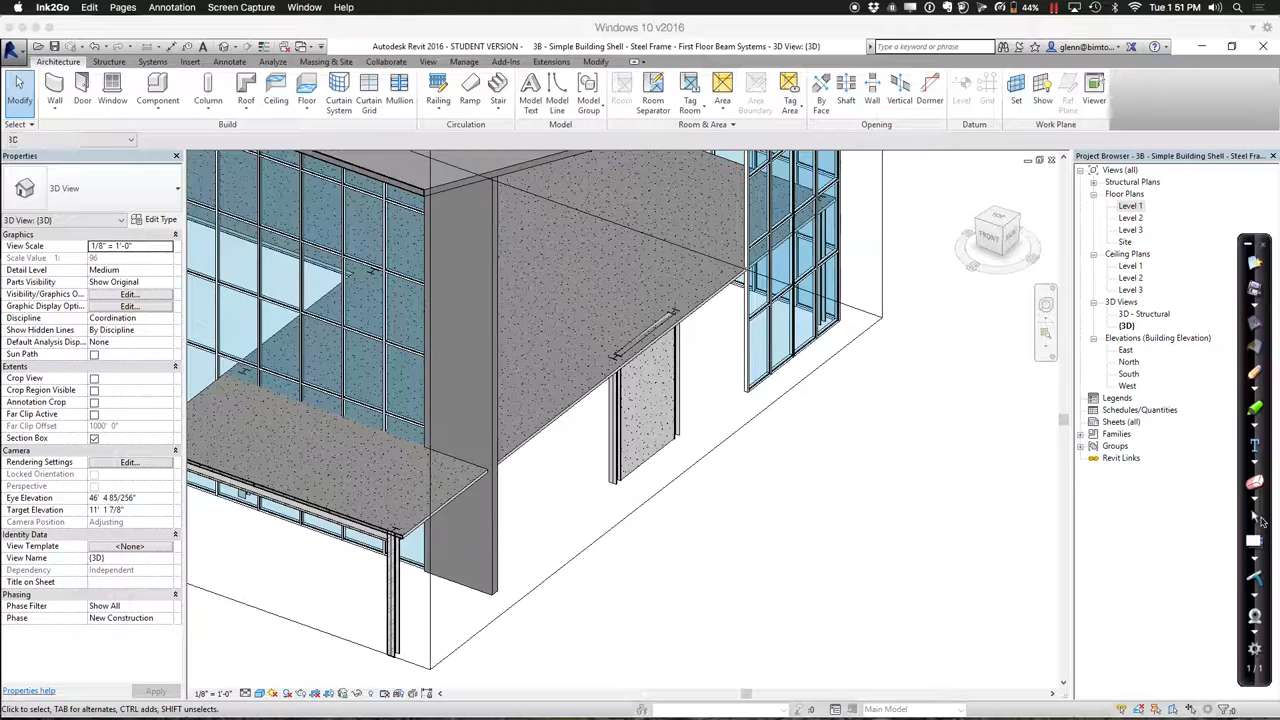 Ink2Go Edit Pages Annotation Screen Capture Window Help 44% Tue 1:51 PM
Windows 10 v2016
Autodesk Revit 2016 - STUDENT VERSION - 3B - Simple Building Shell - Steel Frame - First Floor Beam Systems - 3D View: {3D} Type a keyword or phrase glenn@bimto...
Architecture Structure Systems Insert Annotate Analyze Massing & Site Collaborate View Manage Add-Ins Extensions Modify
Modify Wall Door Window Component Column Roof Ceiling Floor Curtain System Curtain Grid Mullion Railing Ramp Stair Model Text Model Line Model Group Room Room Separator Tag Room Area Area Boundary Tag Area By Face Shaft Wall Vertical Dormer Level Grid Set Show Ref Plane Viewer
Select Build Circulation Model Room & Area Opening Datum Work Plane
3D
Properties
3D View
3D View: {3D} Edit Type
Graphics
View Scale 1/8" = 1'-0"
Scale Value 1: 96
Detail Level Medium
Parts Visibility Show Original
Visibility/Graphics O... Edit...
Graphic Display Opti... Edit...
Discipline Coordination
Show Hidden Lines By Discipline
Default Analysis Disp... None
Sun Path
Extents
Crop View
Crop Region Visible
Annotation Crop
Far Clip Active
Far Clip Offset 1000' 0"
Section Box
Camera
Rendering Settings Edit...
Locked Orientation
Perspective
Eye Elevation 46' 4 85/256"
Target Elevation 11' 1 7/8"
Camera Position Adjusting
Identity Data
View Template <None>
View Name {3D}
Dependency Independent
Title on Sheet
Phasing
Phase Filter Show All
Phase New Construction
Properties help Apply
TOP
FRONT
1/8" = 1'-0"
Project Browser - 3B - Simple Building Shell - Steel Fra...
Views (all)
Structural Plans
Floor Plans
Level 1
Level 2
Level 3
Site
Ceiling Plans
Level 1
Level 2
Level 3
3D Views
3D - Structural
{3D}
Elevations (Building Elevation)
East
North
South
West
Legends
Schedules/Quantities
Sheets (all)
Families
Groups
Revit Links
T
1 / 1
Click to select, TAB for alternates, CTRL adds, SHIFT unselects. :0 Main Model :0